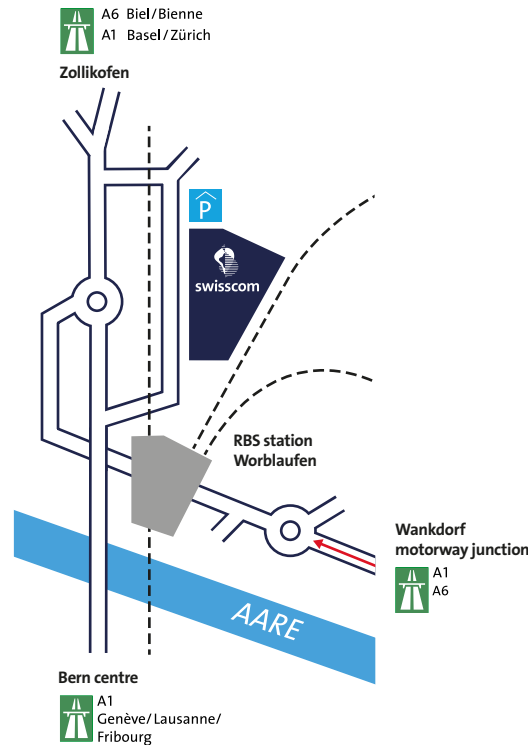 A6 Biel/Bienne
A1 Basel/Zürich
Zollikofen
P
swisscom
RBS station
Worblaufen
Wankdorf
motorway junction
A1
A6
AARE
Bern centre
A1
Genève/Lausanne/
Fribourg